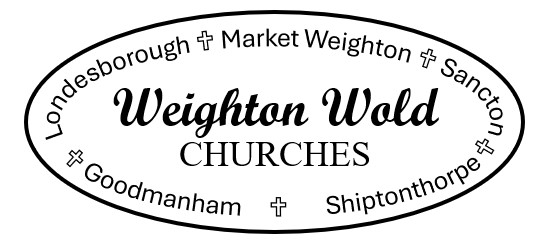 Londesborough ✞ Market Weighton ✞ Sancton ✞
Weighton Wold
CHURCHES
✞ Goodmanham ✞ Shiptonthorpe